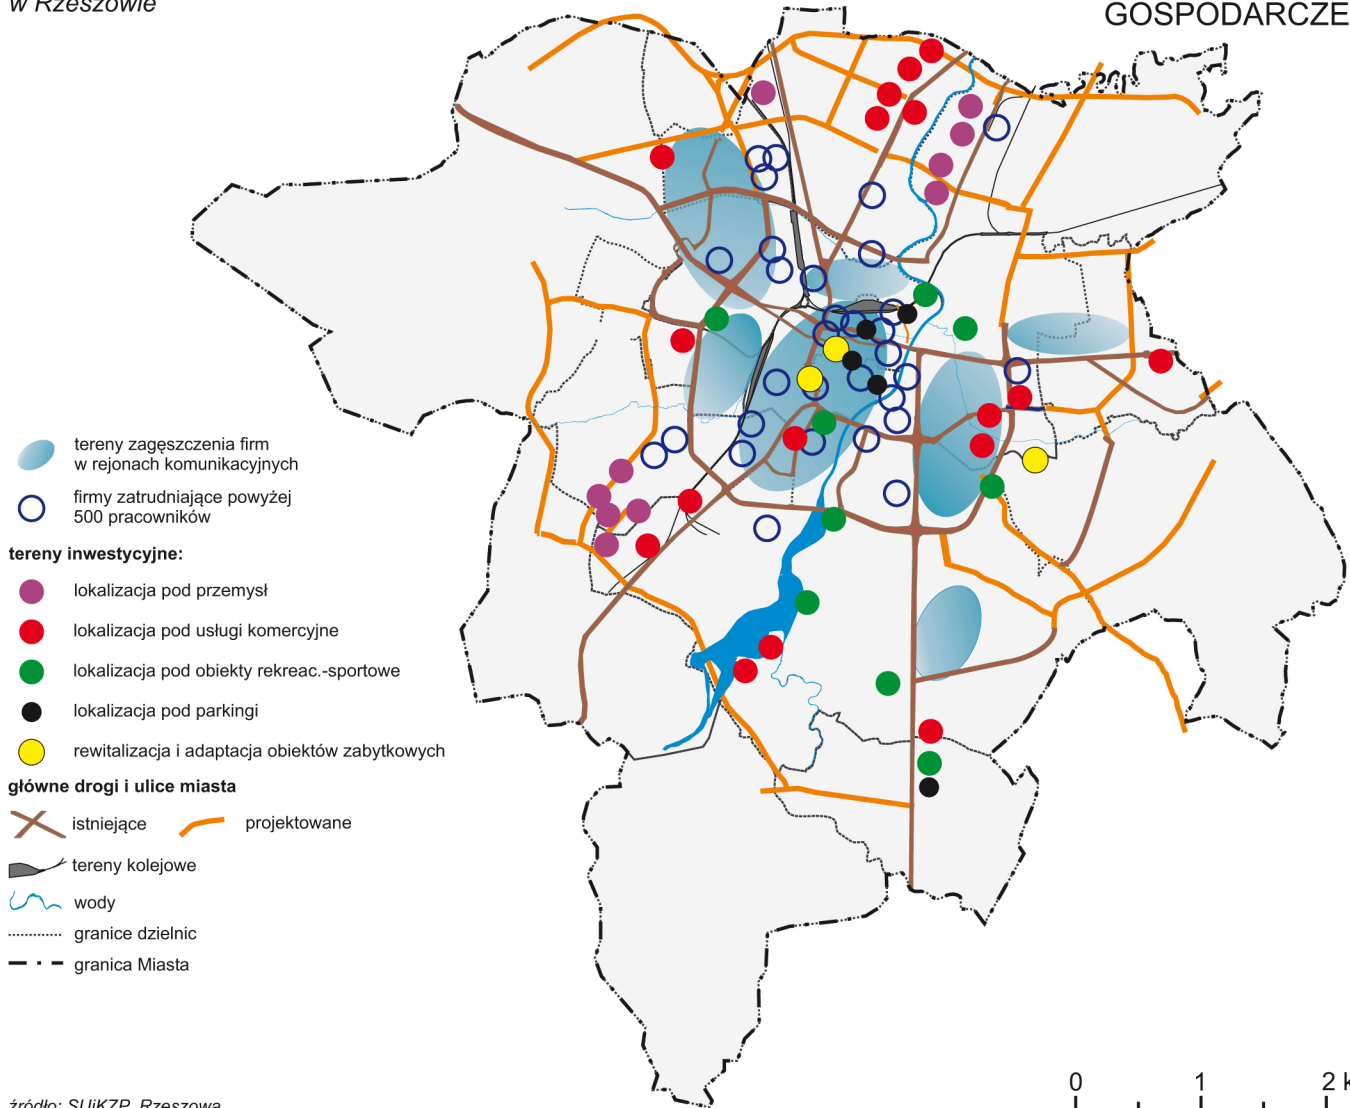 w Rzeszowie
GOSPODARCZE
tereny zagęszczenia firm
w rejonach komunikacyjnych
firmy zatrudniające powyżej
500 pracowników
tereny inwestycyjne:
lokalizacja pod przemysł
lokalizacja pod usługi komercyjne
lokalizacja pod obiekty rekreac.-sportowe
lokalizacja pod parkingi
rewitalizacja i adaptacja obiektów zabytkowych
główne drogi i ulice miasta
istniejące projektowane
tereny kolejowe
wody
granice dzielnic
granica Miasta
0 1 2 k
źródło: SUiKZP Rzeszowa